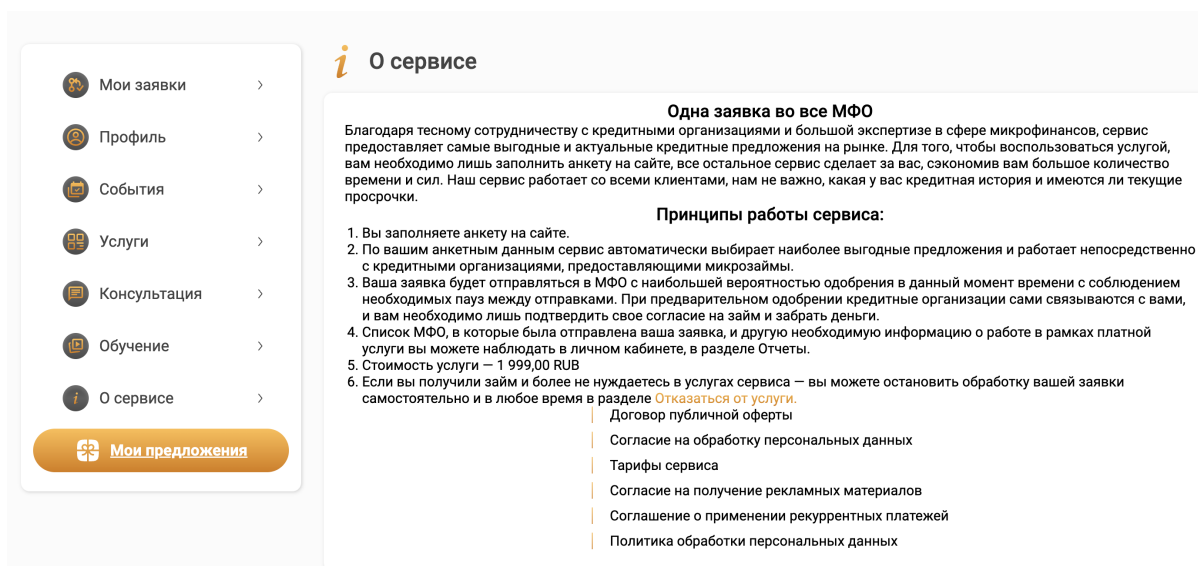 Мои заявки
Профиль
События
Услуги
Консультация
Обучение
О сервисе
Мои предложения
О сервисе
Одна заявка во все МФО
Благодаря тесному сотрудничеству с кредитными организациями и большой экспертизе в сфере микрофинансов, сервис
предоставляет самые выгодные и актуальные кредитные предложения на рынке. Для того, чтобы воспользоваться услугой,
вам необходимо лишь заполнить анкету на сайте, все остальное сервис сделает за вас, сэкономив вам большое количество
времени и сил. Наш сервис работает со всеми клиентами, нам не важно, какая у вас кредитная история и имеются ли текущие
просрочки.
Принципы работы сервиса:
1. Вы заполняете анкету на сайте.
2. По вашим анкетным данным сервис автоматически выбирает наиболее выгодные предложения и работает непосредственно
с кредитными организациями, предоставляющими микрозаймы.
3. Ваша заявка будет отправляться в МФО с наибольшей вероятностью одобрения в данный момент времени с соблюдением
необходимых пауз между отправками. При предварительном одобрении кредитные организации сами связываются с вами,
и вам необходимо лишь подтвердить свое согласие на займ и забрать деньги.
4. Список МФО, в которые была отправлена ваша заявка, и другую необходимую информацию о работе в рамках платной
услуги вы можете наблюдать в личном кабинете, в разделе Отчеты.
5. Стоимость услуги — 1 999,00 RUB
6. Если вы получили займ и более не нуждаетесь в услугах сервиса — вы можете остановить обработку вашей заявки
самостоятельно и в любое время в разделе Отказаться от услуги.
Договор публичной оферты
Согласие на обработку персональных данных
Тарифы сервиса
Согласие на получение рекламных материалов
Соглашение о применении рекуррентных платежей
Политика обработки персональных данных